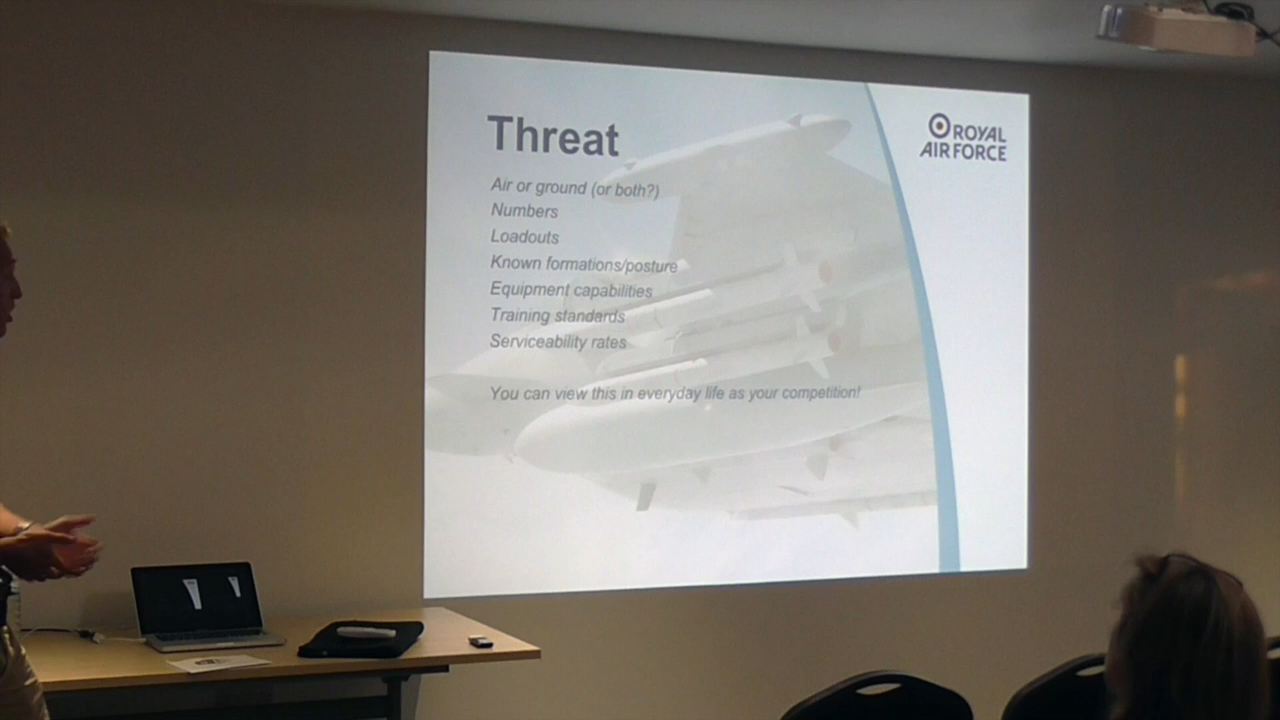 Threat
ROYAL
AIR FORCE
Air or ground (or both?)
Numbers
Loadouts
Known formations/posture
Equipment capabilities
Training standards
Serviceability rates
You can view this in everyday life as your competition!